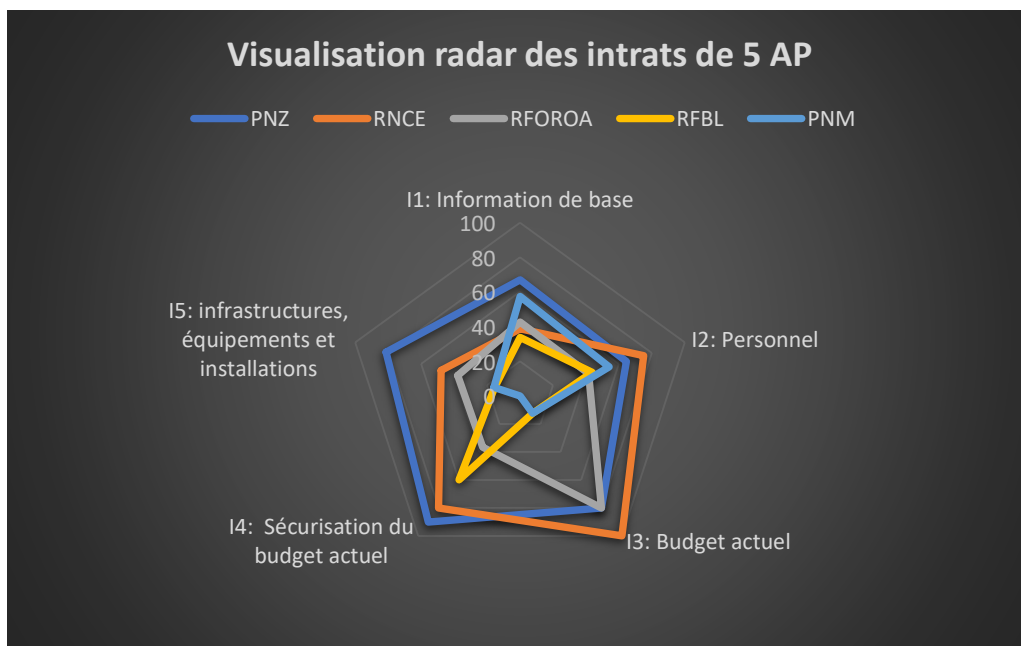 Visualisation radar des intrats de 5 AP
PNZ RNCE RFOROA RFBL PNM
I1: Information de base
100
80
60
40
20
0
I2: Personnel
I3: Budget actuel
I4: Sécurisation du
budget actuel
I5: infrastructures,
équipements et
installations